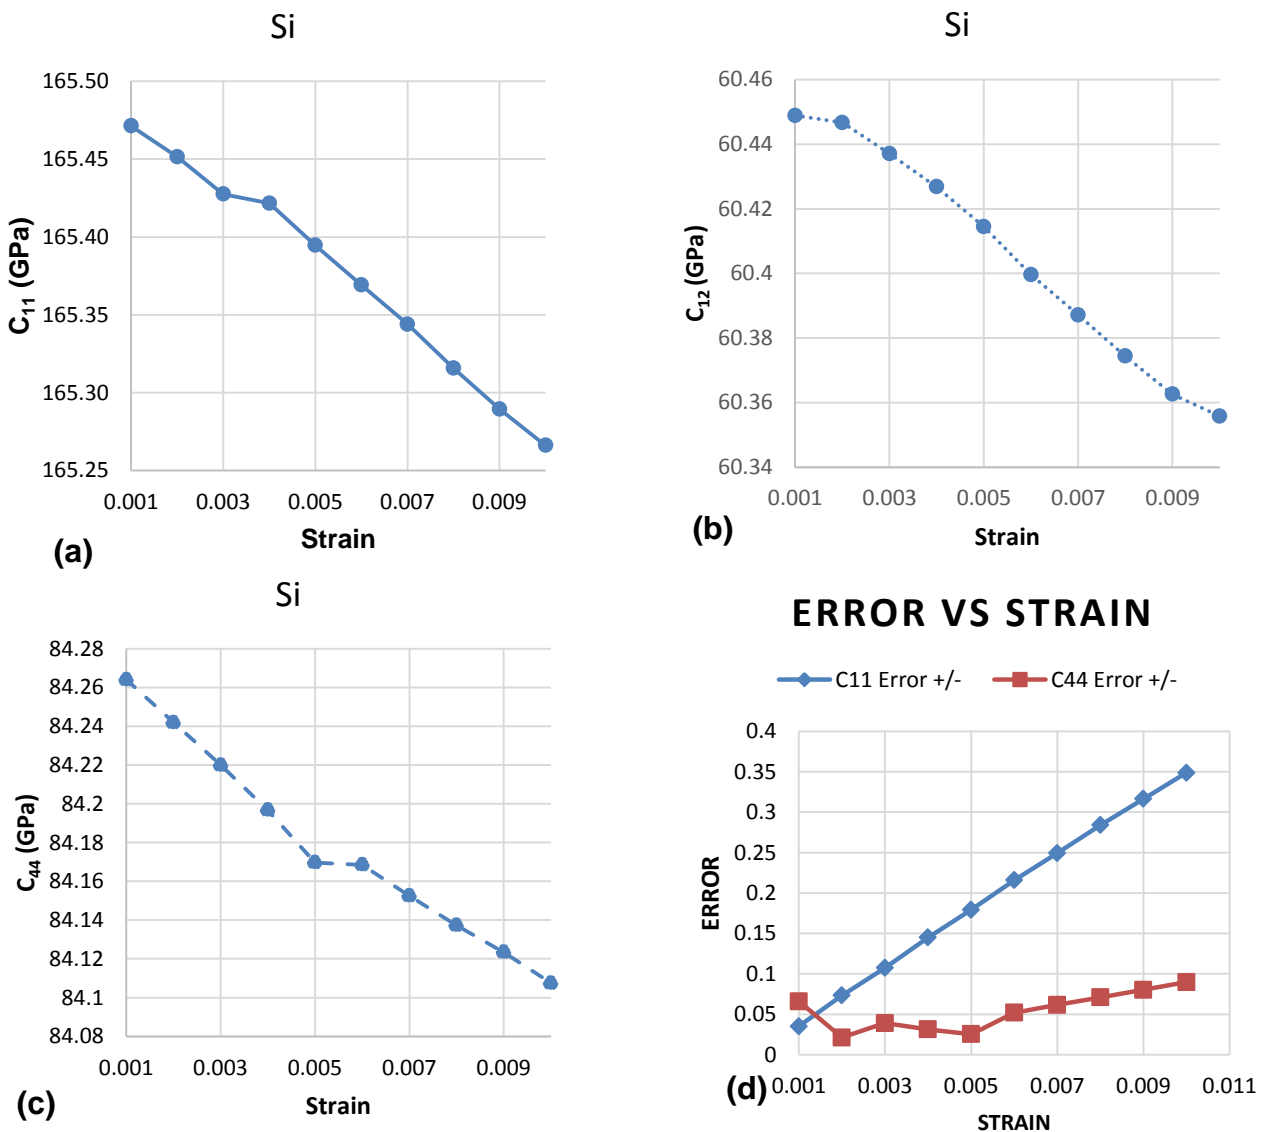 Si
165.50
165.45
165.40
165.35
165.30
165.25
C11 (GPa)
0.001 0.003 0.005 0.007 0.009
Strain
(a)
Si
60.46
60.44
60.42
60.4
60.38
60.36
60.34
C12 (GPa)
0.001 0.003 0.005 0.007 0.009
Strain
(b)
Si
84.28
84.26
84.24
84.22
84.2
84.18
84.16
84.14
84.12
84.1
84.08
C44 (GPa)
0.001 0.003 0.005 0.007 0.009
Strain
(c)
ERROR VS STRAIN
C11 Error +/- C44 Error +/-
0.4
0.35
0.3
0.25
0.2
0.15
0.1
0.05
0
ERROR
0.001 0.003 0.005 0.007 0.009 0.011
STRAIN
(d)